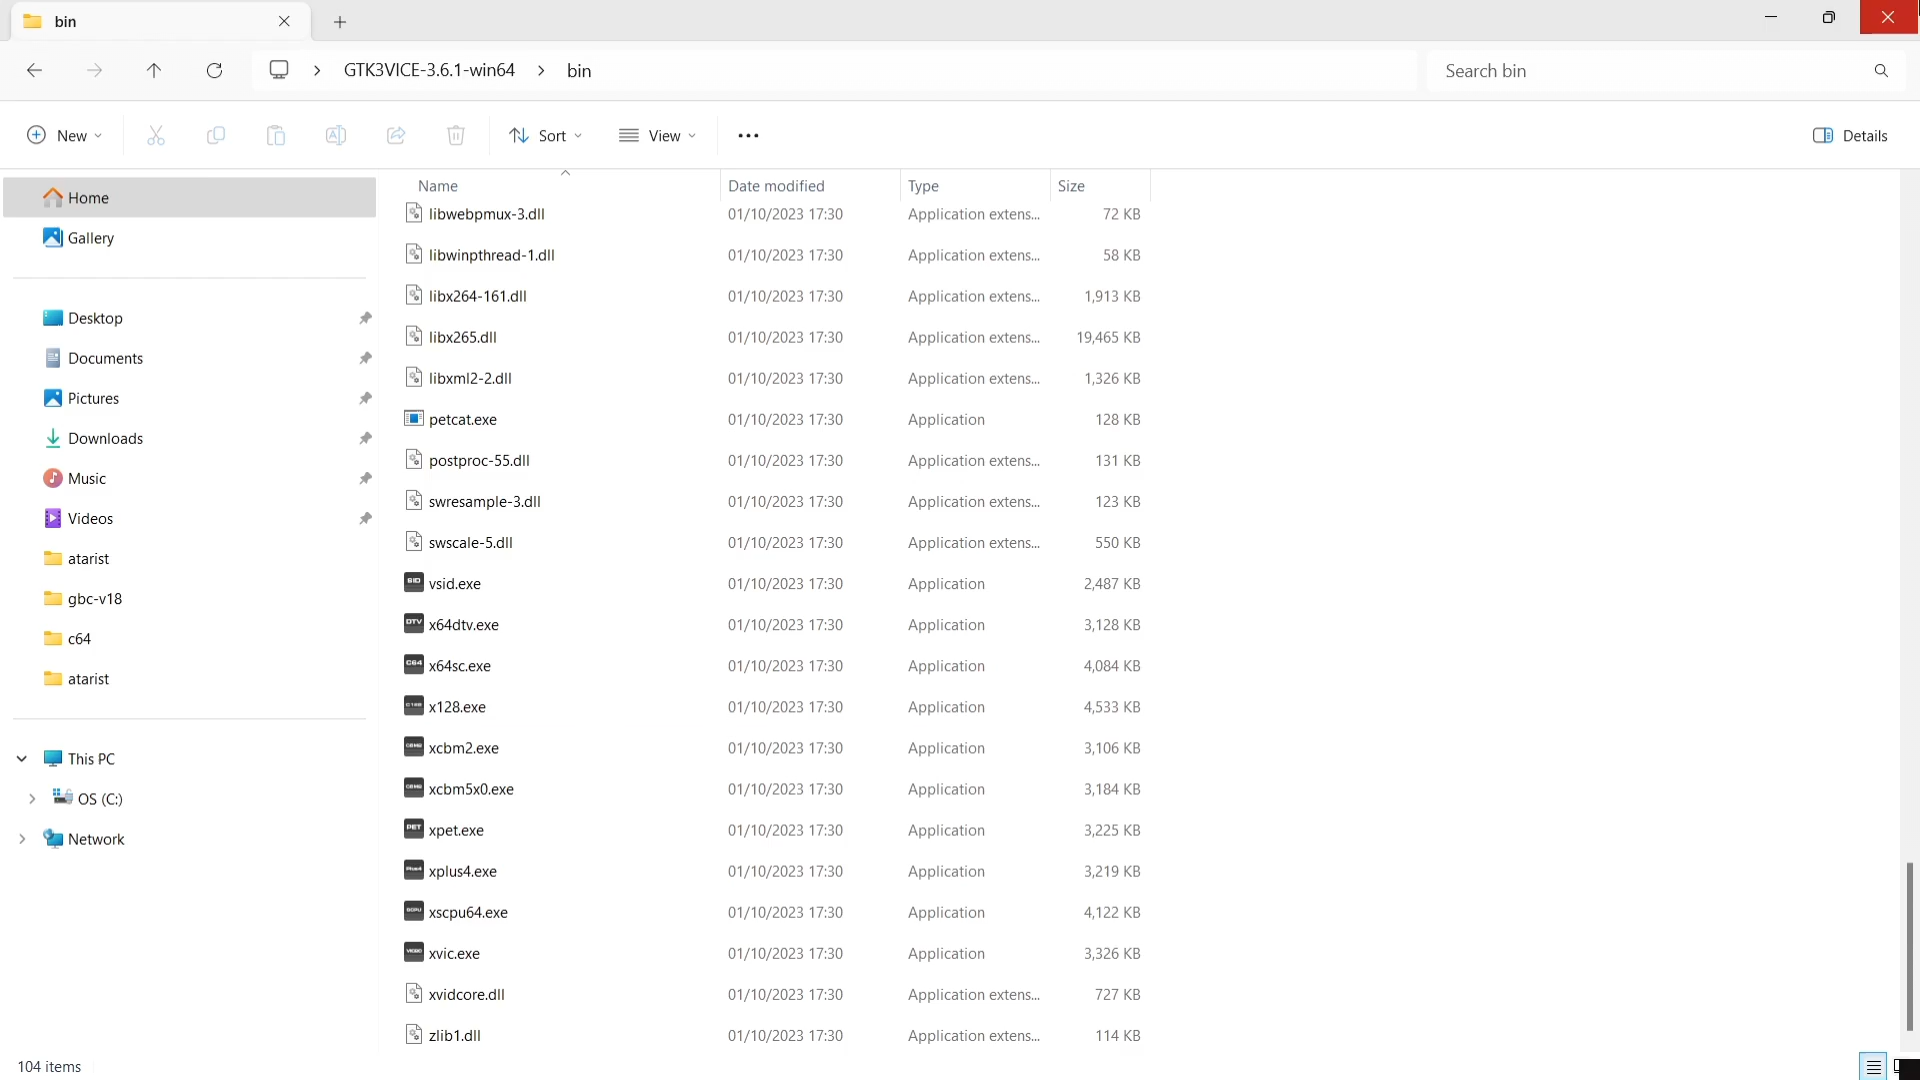 bin
GTK3VICE-3.6.1-win64
bin
Search bin
New
Sort
View
Details
Home
Gallery
Desktop
Documents
Pictures
Downloads
Music
Videos
atarist
gbc-v18
c64
atarist
This PC
OS (C:)
Network
Name Date modified Type Size
libwebpmux-3.dll 01/10/2023 17:30 Application extens... 72 KB
libwinpthread-1.dll 01/10/2023 17:30 Application extens... 58 KB
libx264-161.dll 01/10/2023 17:30 Application extens... 1,913 KB
libx265.dll 01/10/2023 17:30 Application extens... 19,465 KB
libxml2-2.dll 01/10/2023 17:30 Application extens... 1,326 KB
petcat.exe 01/10/2023 17:30 Application 128 KB
postproc-55.dll 01/10/2023 17:30 Application extens... 131 KB
swresample-3.dll 01/10/2023 17:30 Application extens... 123 KB
swscale-5.dll 01/10/2023 17:30 Application extens... 550 KB
SID vsid.exe 01/10/2023 17:30 Application 2,487 KB
DTV x64dtv.exe 01/10/2023 17:30 Application 3,128 KB
C64 x64sc.exe 01/10/2023 17:30 Application 4,084 KB
x128.exe 01/10/2023 17:30 Application 4,533 KB
xcbm2.exe 01/10/2023 17:30 Application 3,106 KB
xcbm5x0.exe 01/10/2023 17:30 Application 3,184 KB
PET xpet.exe 01/10/2023 17:30 Application 3,225 KB
xplus4.exe 01/10/2023 17:30 Application 3,219 KB
xscpu64.exe 01/10/2023 17:30 Application 4,122 KB
xvic.exe 01/10/2023 17:30 Application 3,326 KB
xvidcore.dll 01/10/2023 17:30 Application extens... 727 KB
zlib1.dll 01/10/2023 17:30 Application extens... 114 KB
104 items